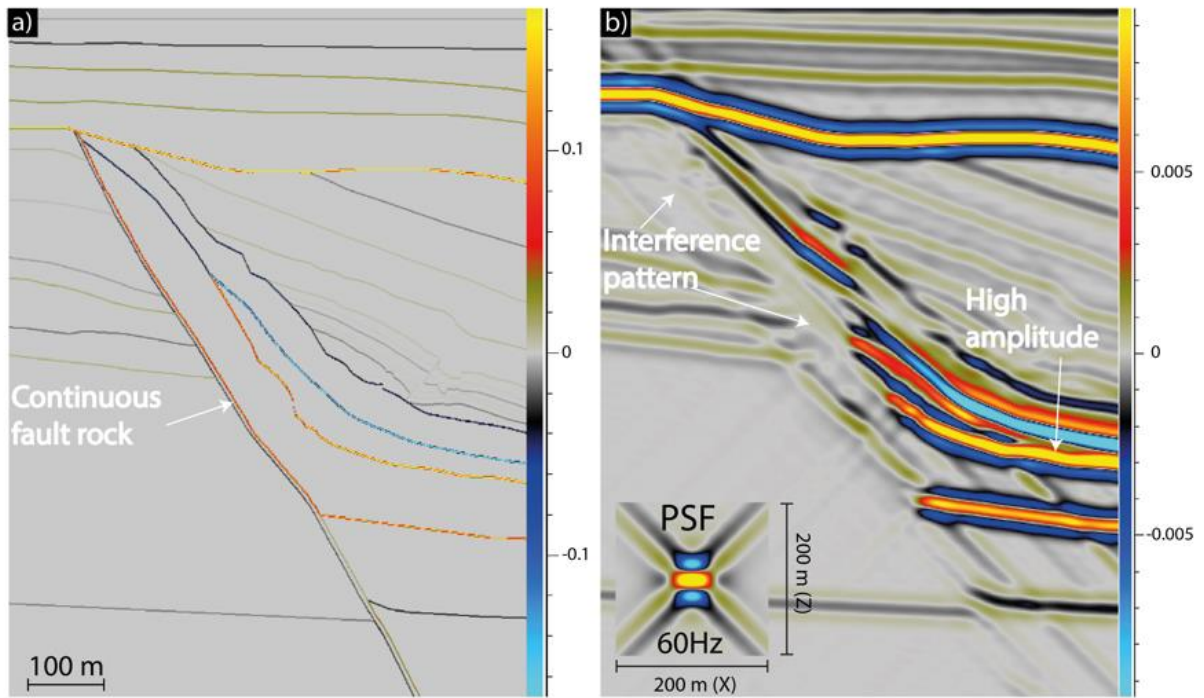 a)
0.1
0
-0.1
Continuous
fault rock
100 m
b)
0.005
0
-0.005
Interference
pattern
High
amplitude
PSF
60Hz
200 m (Z)
200 m (X)